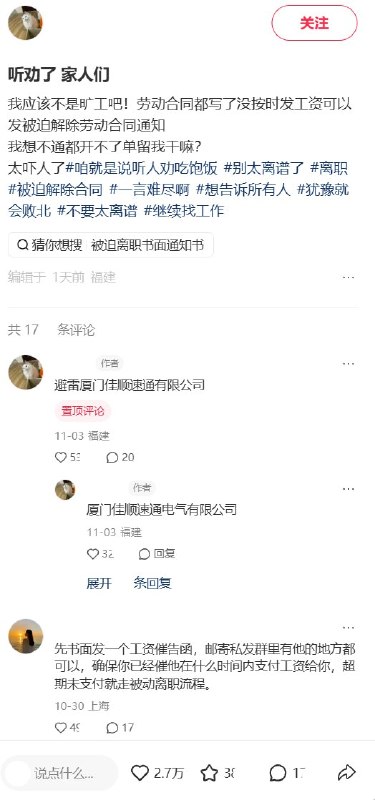 关注
听劝了 家人们
我应该不是旷工吧！劳动合同都写了没按时发工资可以
发被迫解除劳动合同通知
我想不通都开不了单留我干嘛？
太吓人了#咱就是说听人劝吃饱饭 #别太离谱了 #离职
#被迫解除合同 #一言难尽啊 #想告诉所有人 #犹豫就
会败北 #不要太离谱 #继续找工作
猜你想搜 被迫离职书面通知书
编辑于 1天前 福建
共 17 条评论
作者
避雷厦门佳顺速通有限公司
置顶评论
11-03 福建
20
作者
厦门佳顺速通电气有限公司
11-03 福建
回复
展开 条回复
先书面发一个工资催告函，邮寄私发群里有他的地方都
可以，确保你已经催他在什么时间内支付工资给你，超
期未支付就走被动离职流程。
10-30 上海
17
说点什么... 2.7万